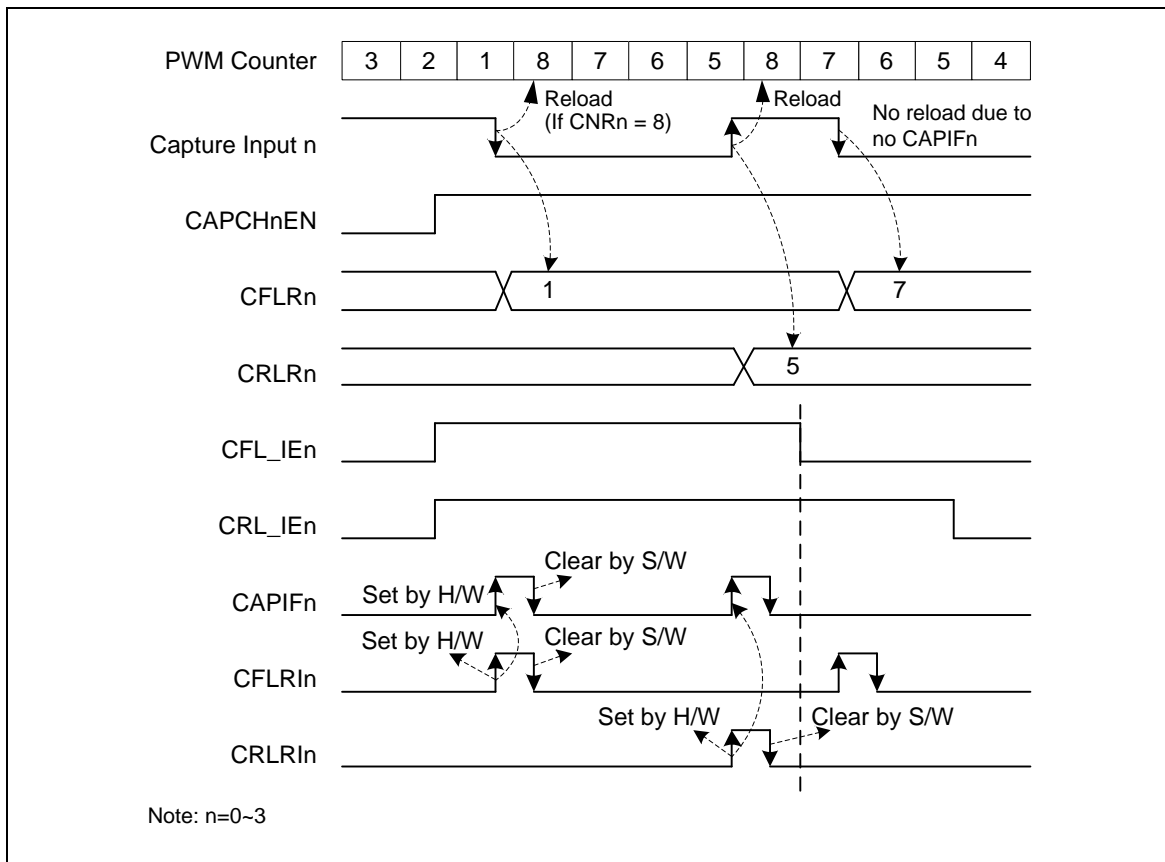 PWM Counter 3 2 1 8 7 6 5 8 7 6 5 4
Reload
(If CNRn = 8)
Reload
No reload due to
no CAPIFn
Capture Input n
CAPCHnEN
CFLRn 1 7
CRLRn 5
CFL_IEn
CRL_IEn
CAPIFn Set by H/W Clear by S/W
CFLRIn Set by H/W Clear by S/W
CRLRIn Set by H/W Clear by S/W
Note: n=0~3